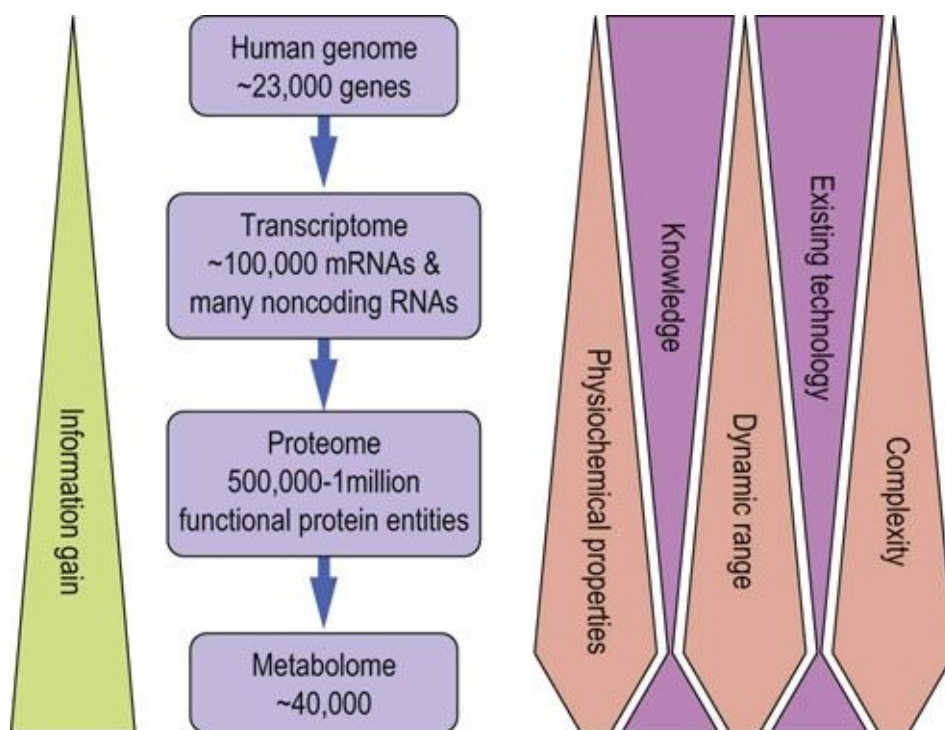 Human genome
~23,000 genes
Transcriptome
~100,000 mRNAs &
many noncoding RNAs
Proteome
500,000-1million
functional protein entities
Metabolome
~40,000
Information gain
Physiochemical properties
Knowledge
Dynamic range
Existing technology
Complexity